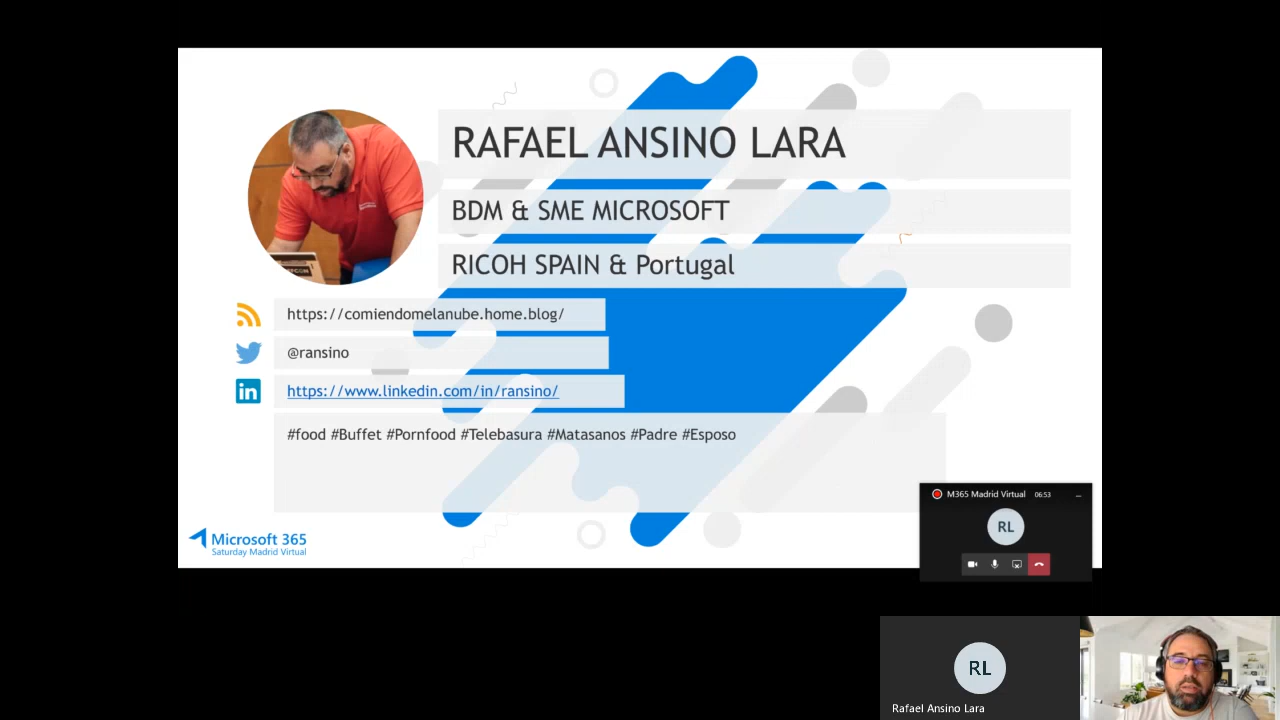 RAFAEL ANSINO LARA
BDM & SME MICROSOFT
RICOH SPAIN & Portugal
https://comiendomelanube.home.blog/
@ransino
in
https://www.linkedin.com/in/ransino/
#food #Buffet #Pornfood #Telebasura #Matasanos #Padre #Esposo
M365 Madrid Virtual 06:53
RL
Microsoft 365
Saturday Madrid Virtual
RL
Rafael Ansino Lara